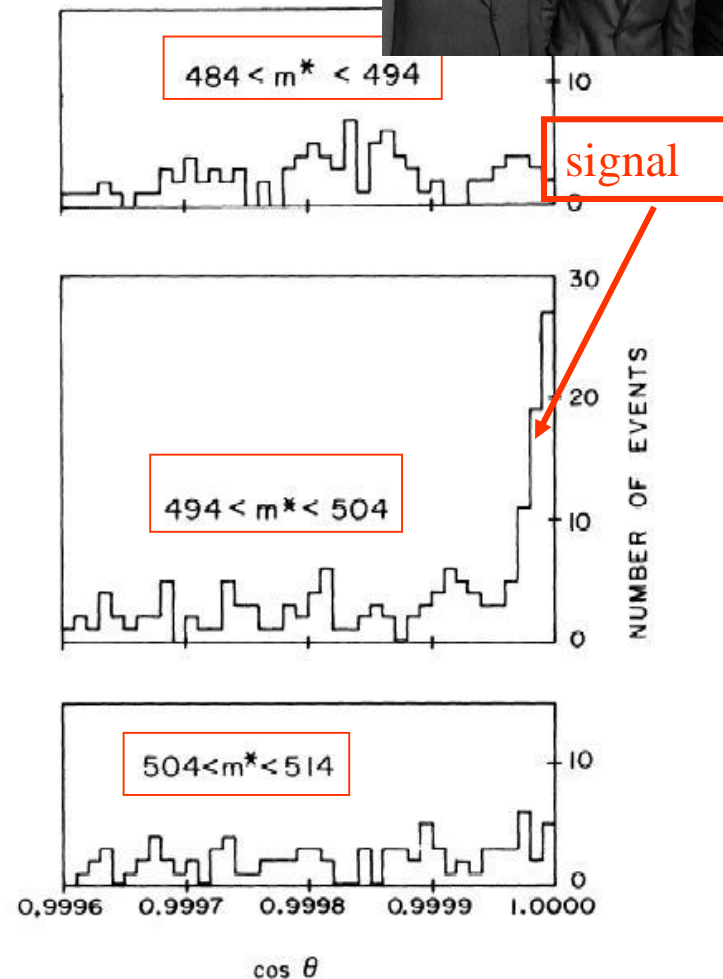 484 < m* < 494
10
signal
0
30
20
494 < m* < 504
10
0
NUMBER OF EVENTS
504<m*<514
10
0
0.9996 0.9997 0.9998 0.9999 1.0000
cos θ